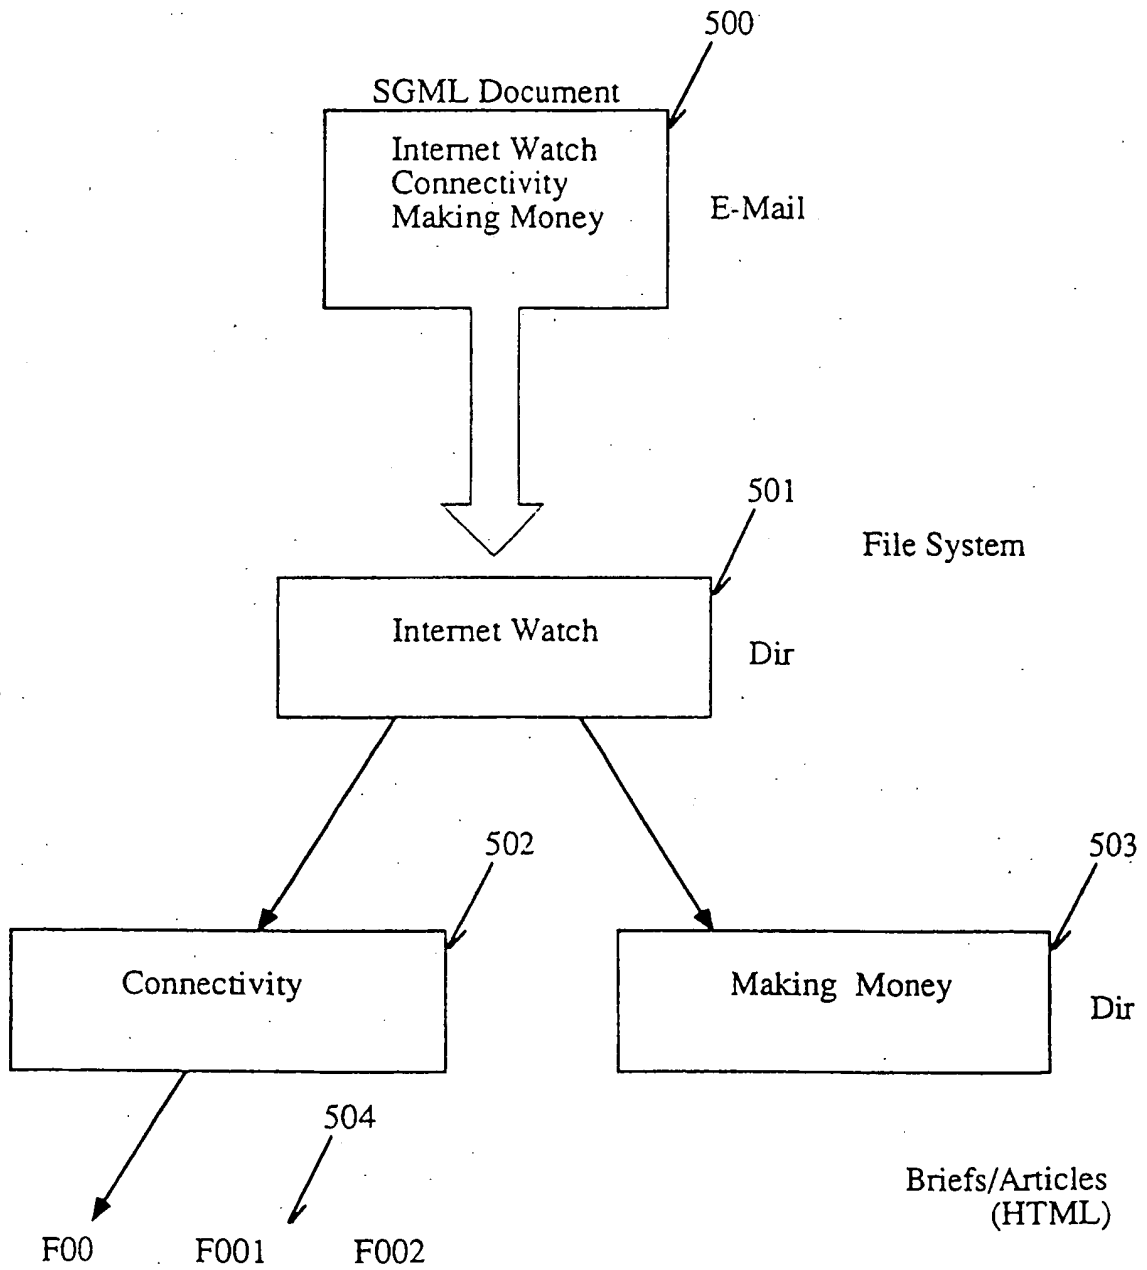 500
SGML Document
Internet Watch
Connectivity
Making Money
E-Mail
501
File System
Internet Watch
Dir
502
503
Connectivity
Making Money
Dir
504
Briefs/Articles
(HTML)
F00 F001 F002